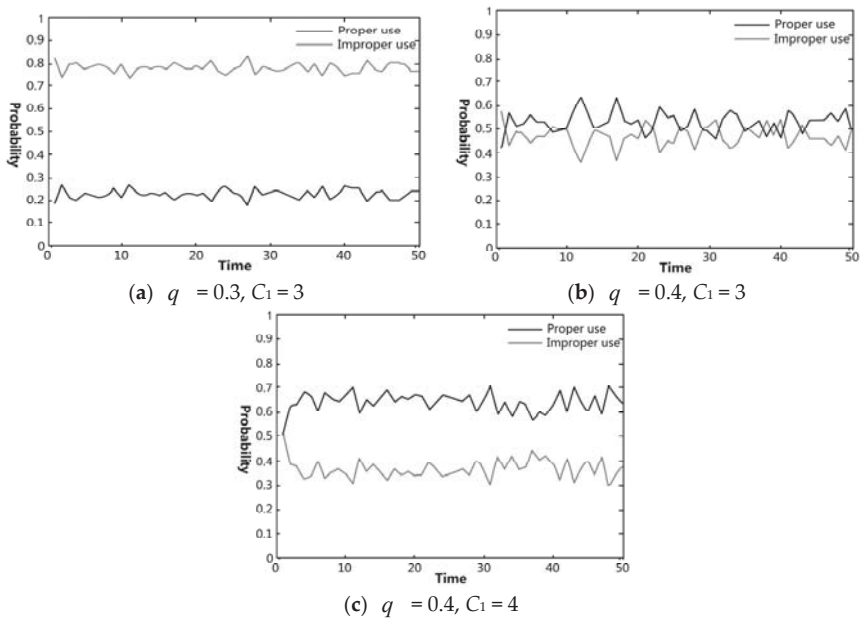 1
0.9
0.8
0.7
0.6
0.5
0.4
0.3
0.2
0.1
0
Probability
Proper use
Improper use
0 10 20 30 40 50
Time
(a) q = 0.3, C1 = 3
1
0.9
0.8
0.7
0.6
0.5
0.4
0.3
0.2
0.1
0
Probability
Proper use
Improper use
0 10 20 30 40 50
Time
(b) q = 0.4, C1 = 3
1
0.9
0.8
0.7
0.6
0.5
0.4
0.3
0.2
0.1
0
Probability
Proper use
Improper use
0 10 20 30 40 50
Time
(c) q = 0.4, C1 = 4